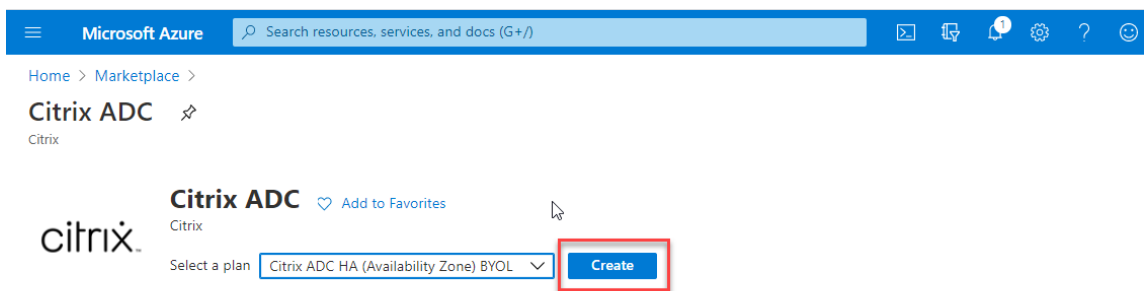 Microsoft Azure
Search resources, services, and docs (G+/)
1
Home > Marketplace >
Citrix ADC
Citrix
citrix
Citrix ADC
Add to Favorites
Citrix
Select a plan
Citrix ADC HA (Availability Zone) BYOL
Create